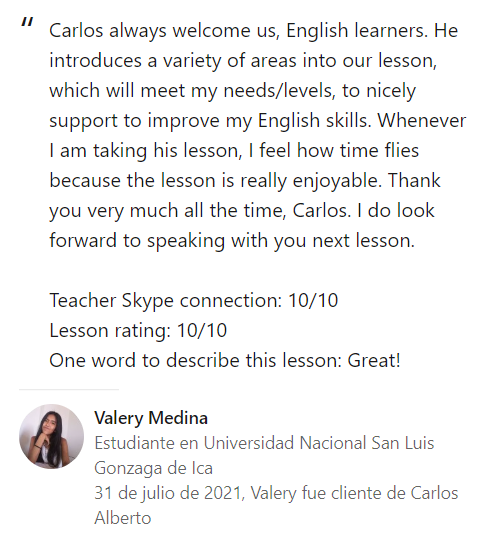 “
Carlos always welcome us, English learners. He
introduces a variety of areas into our lesson,
which will meet my needs/levels, to nicely
support to improve my English skills. Whenever
I am taking his lesson, I feel how time flies
because the lesson is really enjoyable. Thank
you very much all the time, Carlos. I do look
forward to speaking with you next lesson.
Teacher Skype connection: 10/10
Lesson rating: 10/10
One word to describe this lesson: Great!
Valery Medina
Estudiante en Universidad Nacional San Luis
Gonzaga de Ica
31 de julio de 2021, Valery fue cliente de Carlos
Alberto